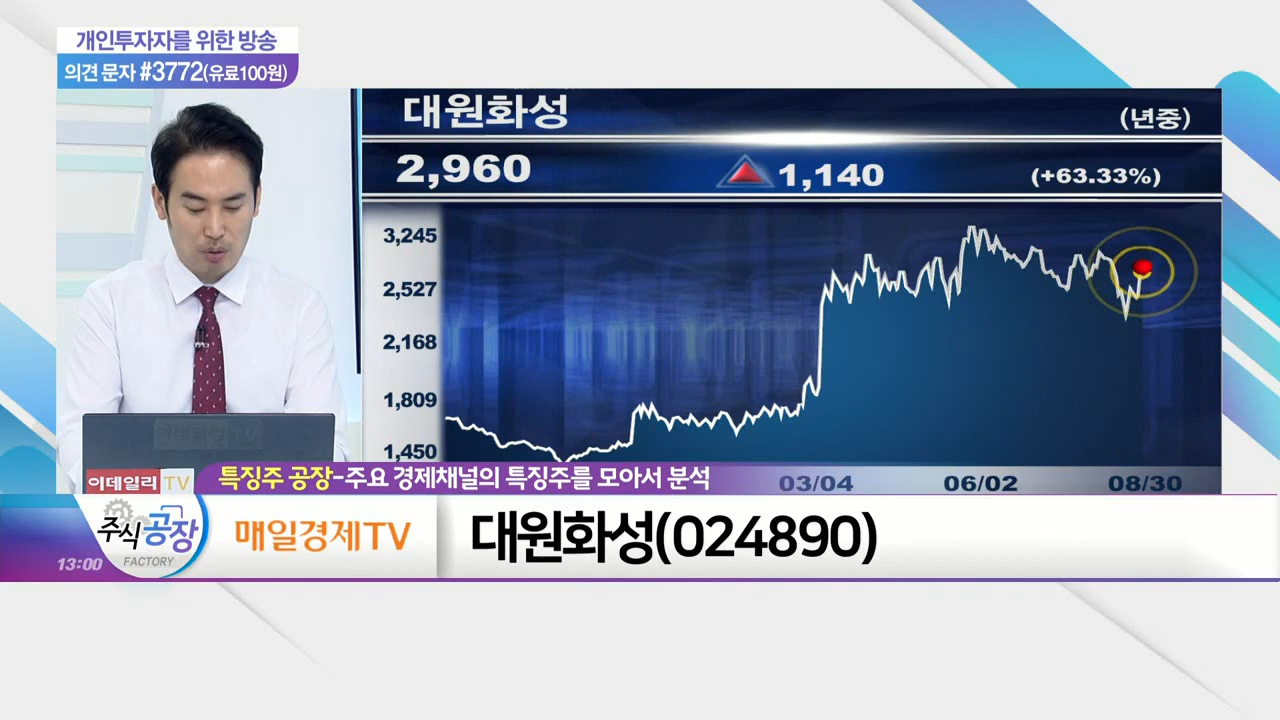 개인투자자를 위한 방송
의견 문자 #3772(유료100원)
대원화성
(년중)
2,960
1,140
(+63.33%)
3,245
2,527
2,168
1,809
1,450
03/04
06/02
08/30
이데일리 TV
특징주 공장-주요 경제채널의 특징주를 모아서 분석
주식공장
FACTORY
13:00
매일경제TV
대원화성(024890)